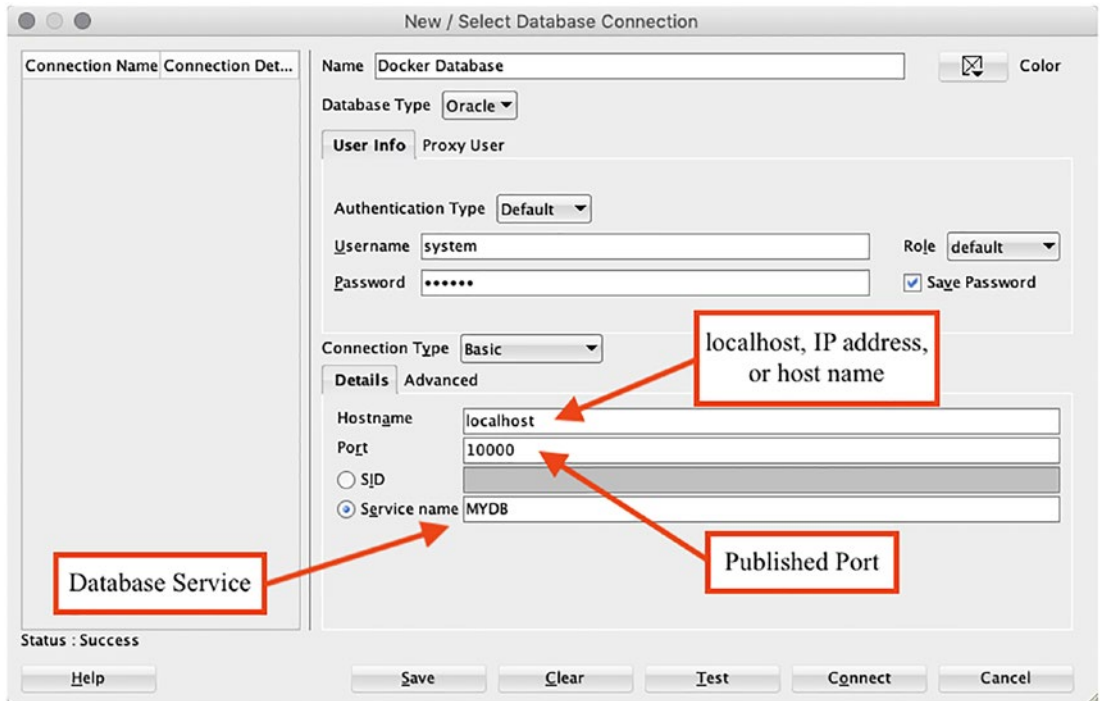 New / Select Database Connection
Connection Name Connection Det...
Name Docker Database
Color
Database Type Oracle
User Info Proxy User
Authentication Type Default
Username system
Role default
Password ••••••
Save Password
localhost, IP address,
or host name
Connection Type Basic
Details Advanced
Hostname localhost
Port 10000
SID
Service name MYDB
Published Port
Database Service
Status : Success
Help Save Clear Test Connect Cancel